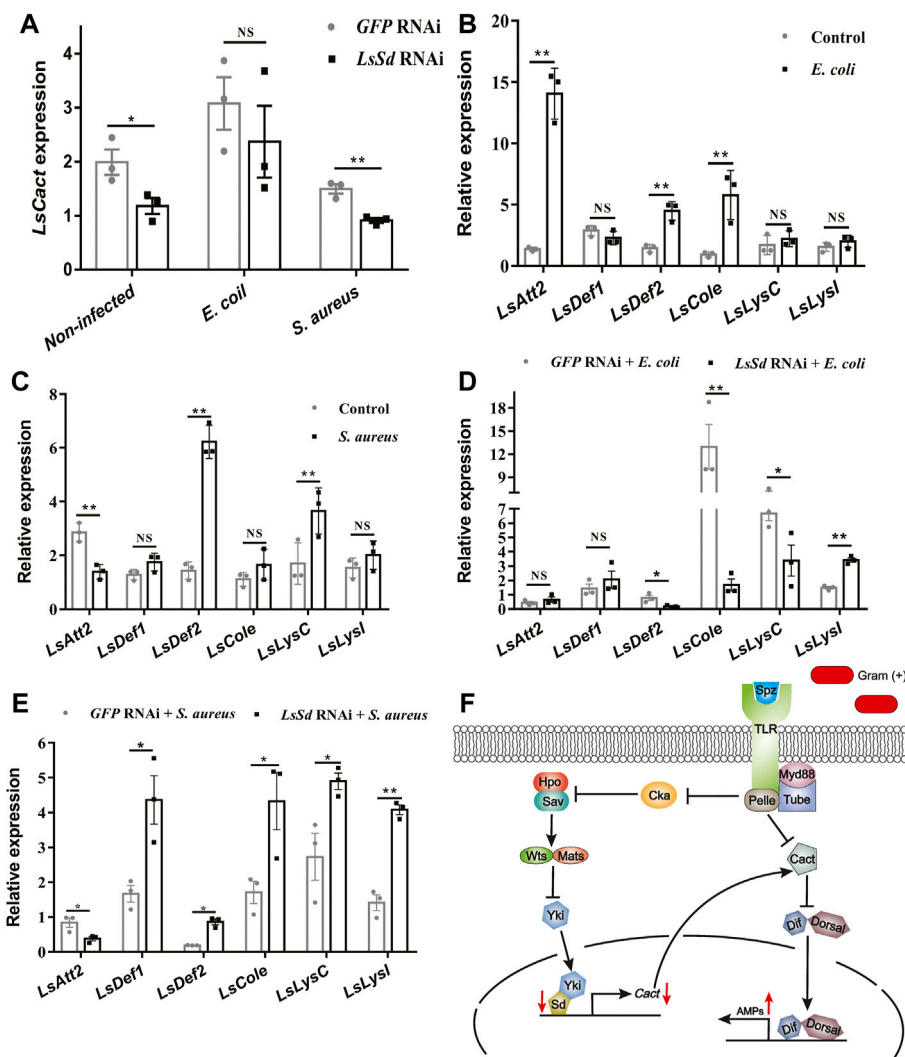 A
GFP RNAi
LsSd RNAi
LsCact expression
4
3
2
1
0
*
NS
**
Non-infected
E. coil
S. aureus
B
Control
E. coli
Relative expression
20
15
10
5
0
**
NS
**
**
NS
NS
LsAtt2
LsDef1
LsDef2
LsCole
LsLysC
LsLysI
C
Control
S. aureus
Relative expression
8
6
4
2
0
**
NS
**
NS
**
NS
LsAtt2
LsDef1
LsDef2
LsCole
LsLysC
LsLysI
D
GFP RNAi + E. coli
LsSd RNAi + E. coli
Relative expression
18
15
12
9
7
6
5
4
3
2
1
0
NS
NS
*
**
*
**
LsAtt2
LsDef1
LsDef2
LsCole
LsLysC
LsLysI
E
GFP RNAi + S. aureus
LsSd RNAi + S. aureus
Relative expression
6
5
4
3
2
1
0
*
*
*
*
*
**
LsAtt2
LsDef1
LsDef2
LsCole
LsLysC
LsLysI
F
Gram (+)
Spz
TLR
Myd88
Pelle
Tube
Cka
Hpo
Sav
Wts
Mats
Cact
Yki
Dif
Dorsal
Yki
Sd
Cact
AMPs
Dif
Dorsal